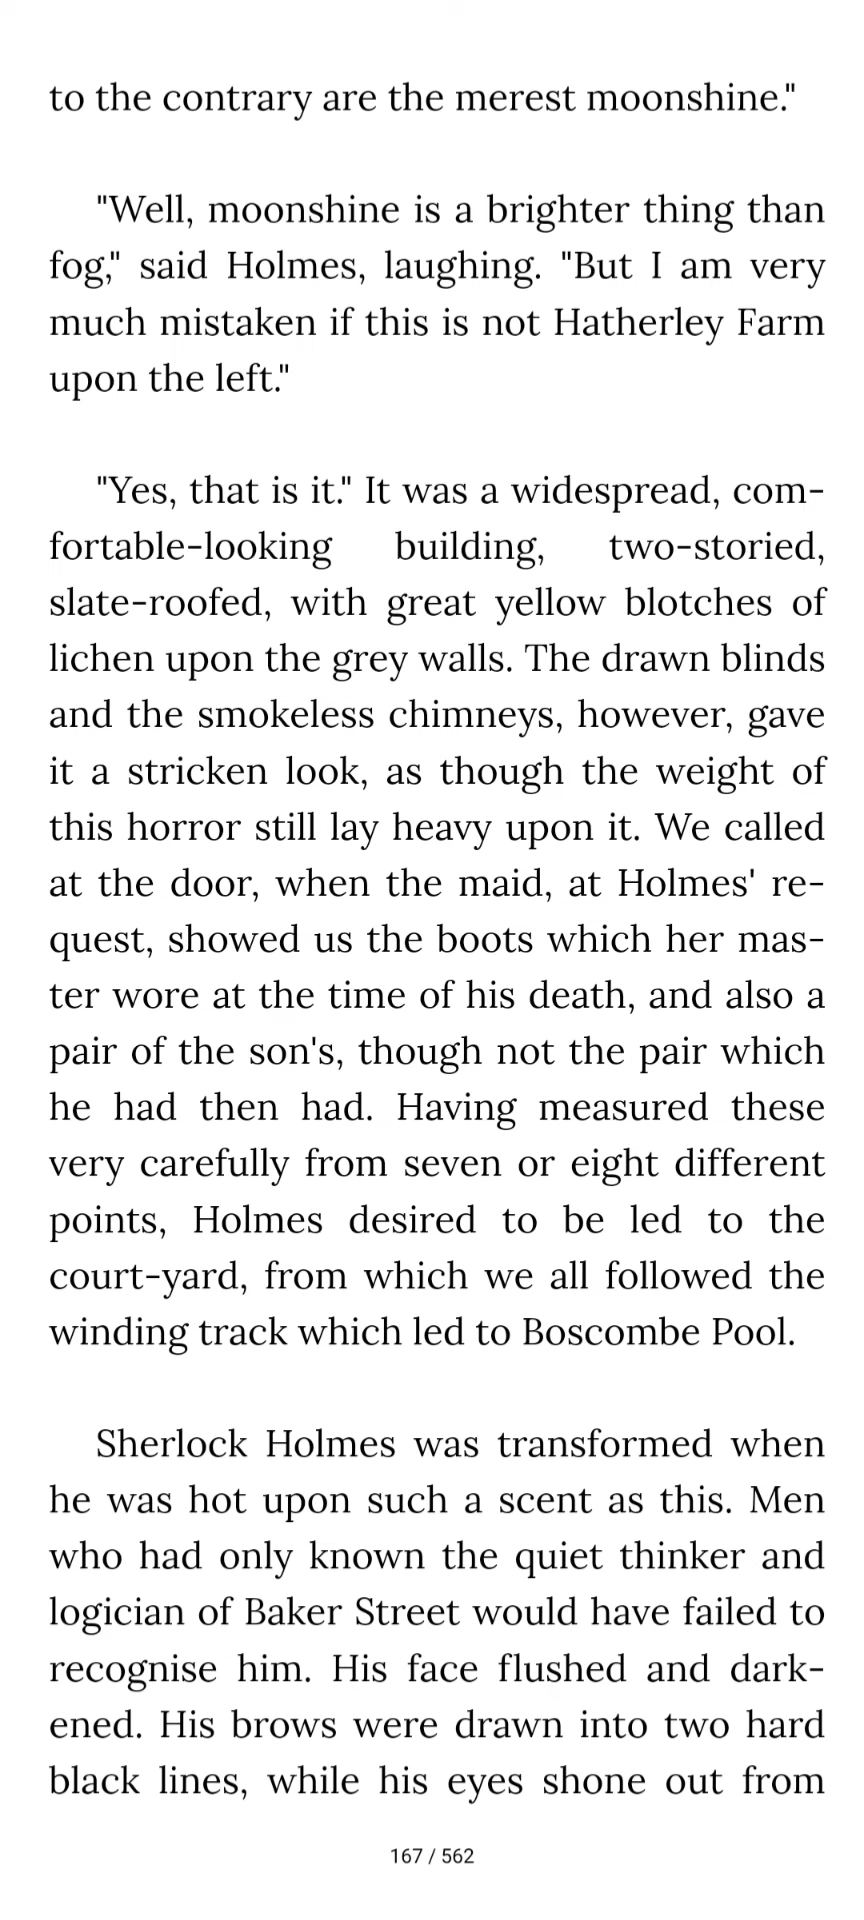 to the contrary are the merest moonshine."
"Well, moonshine is a brighter thing than
fog," said Holmes, laughing. "But I am very
much mistaken if this is not Hatherley Farm
upon the left."
"Yes, that is it." It was a widespread, com-
fortable-looking building, two-storied,
slate-roofed, with great yellow blotches of
lichen upon the grey walls. The drawn blinds
and the smokeless chimneys, however, gave
it a stricken look, as though the weight of
this horror still lay heavy upon it. We called
at the door, when the maid, at Holmes' re-
quest, showed us the boots which her mas-
ter wore at the time of his death, and also a
pair of the son's, though not the pair which
he had then had. Having measured these
very carefully from seven or eight different
points, Holmes desired to be led to the
court-yard, from which we all followed the
winding track which led to Boscombe Pool.
Sherlock Holmes was transformed when
he was hot upon such a scent as this. Men
who had only known the quiet thinker and
logician of Baker Street would have failed to
recognise him. His face flushed and dark-
ened. His brows were drawn into two hard
black lines, while his eyes shone out from
167 / 562